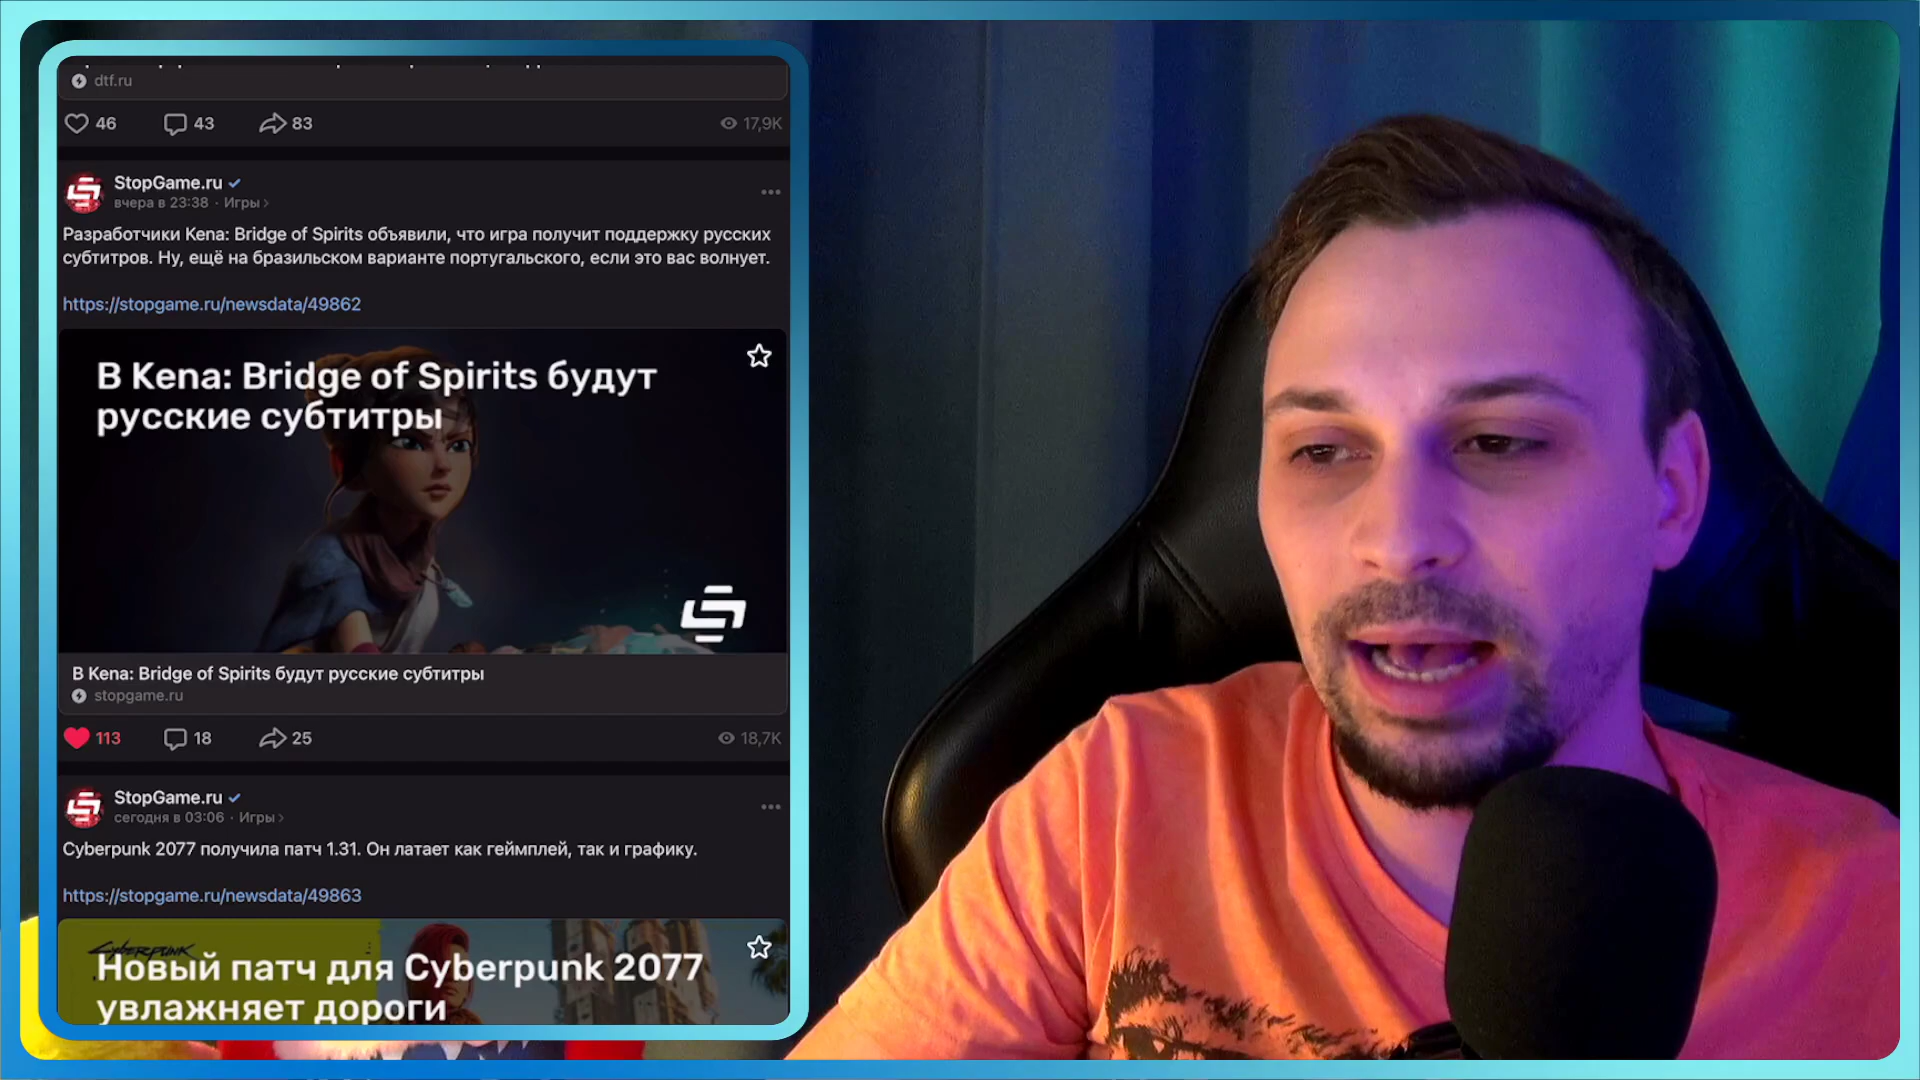 dtf.ru
46 43 83 17,9K
StopGame.ru
вчера в 23:38 · Игры
Разработчики Kena: Bridge of Spirits объявили, что игра получит поддержку русских
субтитров. Ну, ещё на бразильском варианте португальского, если это вас волнует.
https://stopgame.ru/newsdata/49862
В Kena: Bridge of Spirits будут
русские субтитры
В Kena: Bridge of Spirits будут русские субтитры
stopgame.ru
113 18 25 18,7K
StopGame.ru
сегодня в 03:06 · Игры
Cyberpunk 2077 получила патч 1.31. Он латает как геймплей, так и графику.
https://stopgame.ru/newsdata/49863
Cyberpunk
Новый патч для Cyberpunk 2077
увлажняет дороги